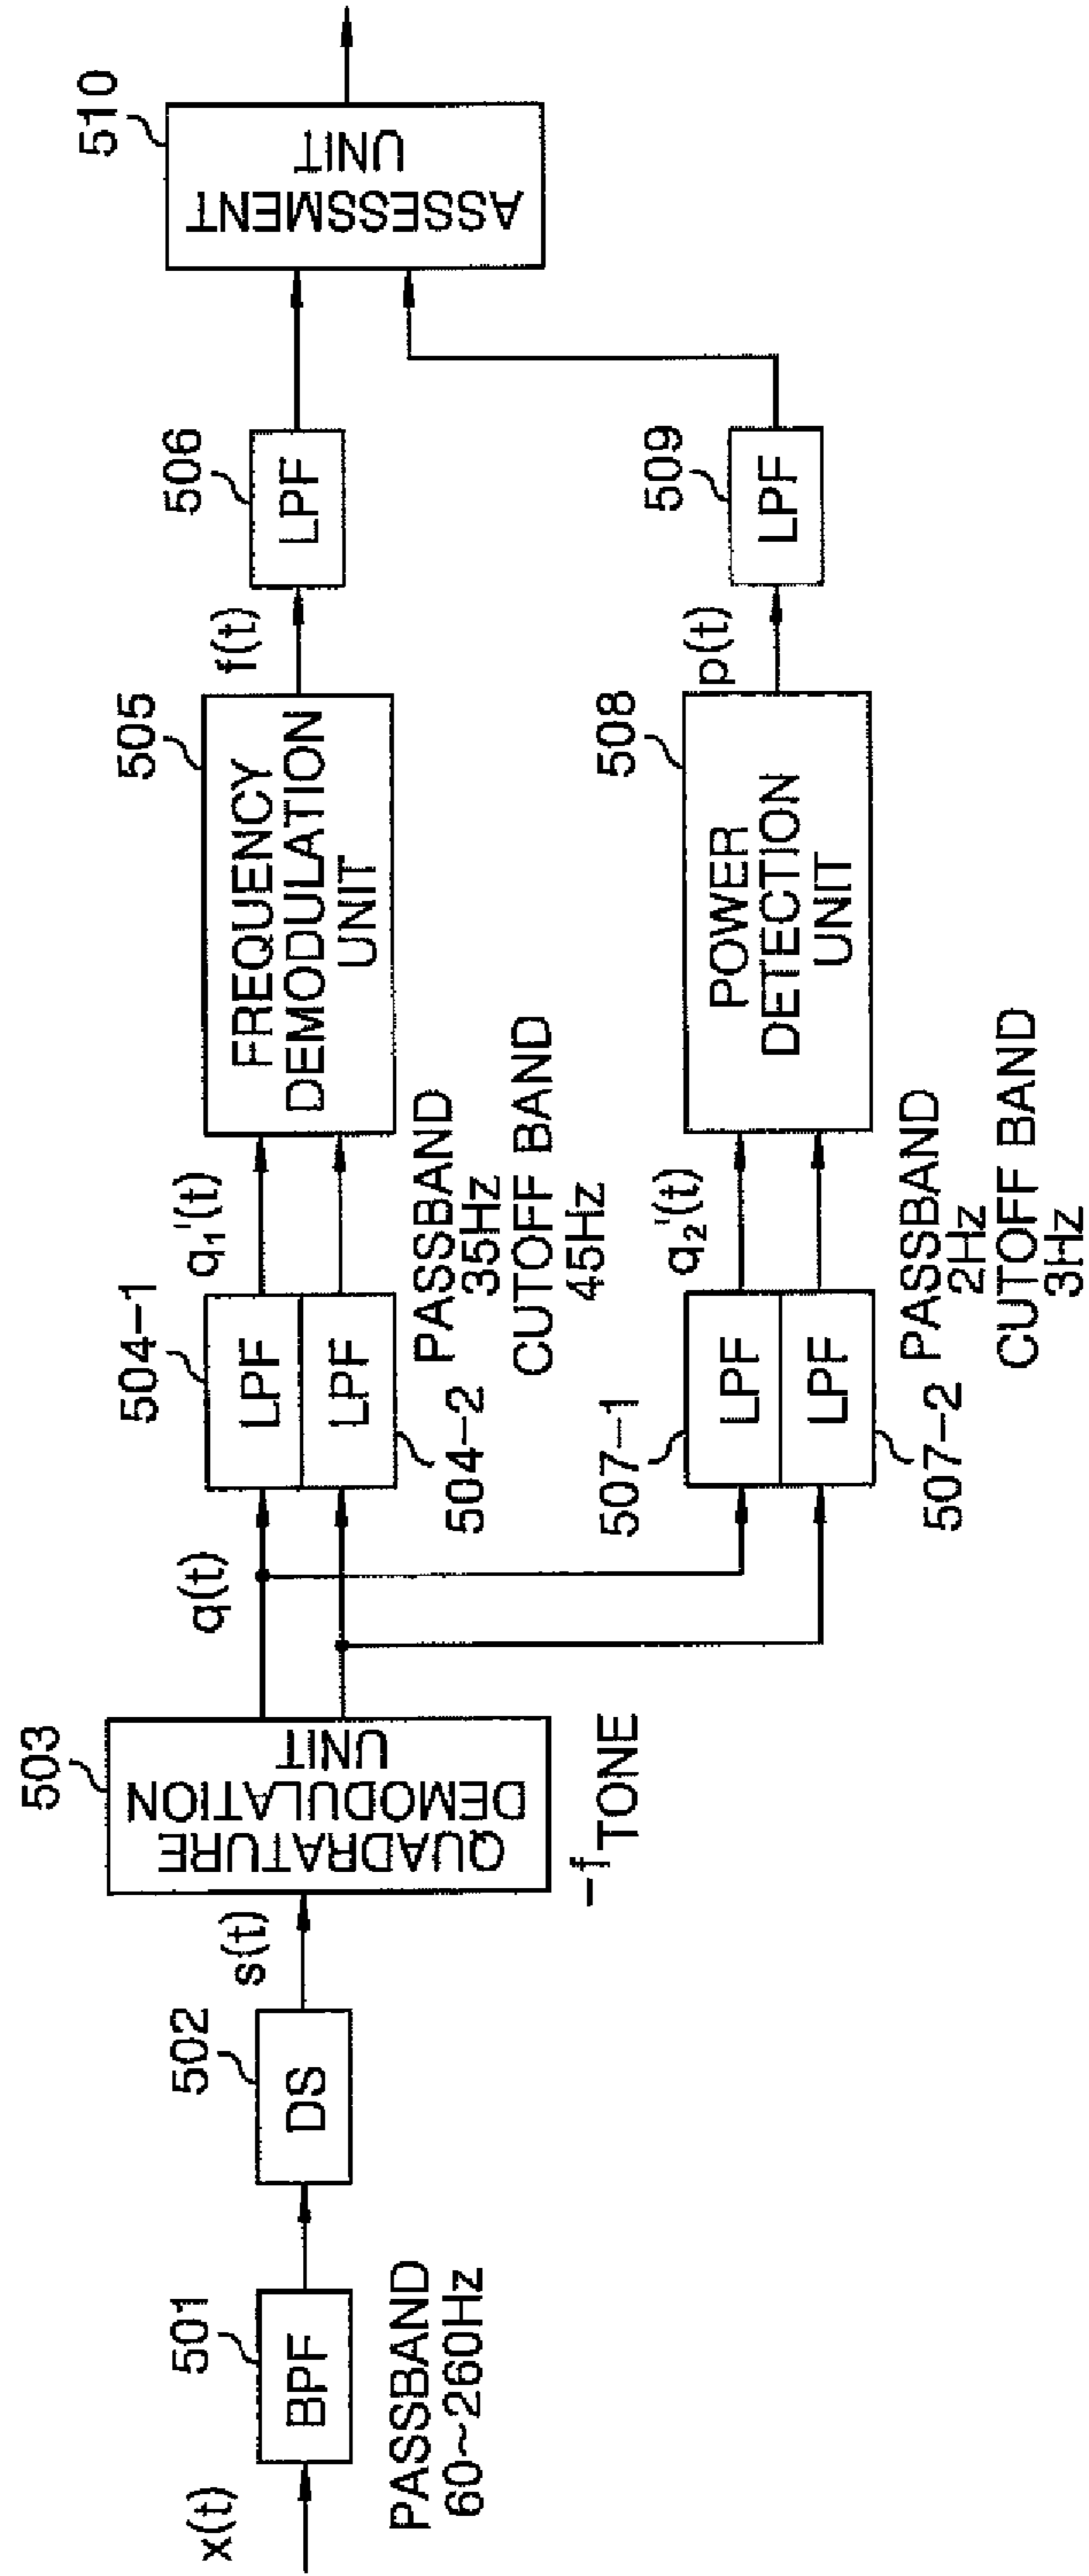 x(t)
501
BPF
PASSBAND
60~260Hz
502
DS
s(t)
503
QUADRATURE
DEMODULATION
UNIT
-fTONE
q(t)
504-1
LPF
LPF
504-2
PASSBAND
35Hz
CUTOFF BAND
45Hz
q₁'(t)
505
FREQUENCY
DEMODULATION
UNIT
f(t)
506
LPF
507-1
LPF
LPF
507-2
PASSBAND
2Hz
CUTOFF BAND
3Hz
q₂'(t)
508
POWER
DETECTION
UNIT
p(t)
509
LPF
510
ASSESSMENT
UNIT